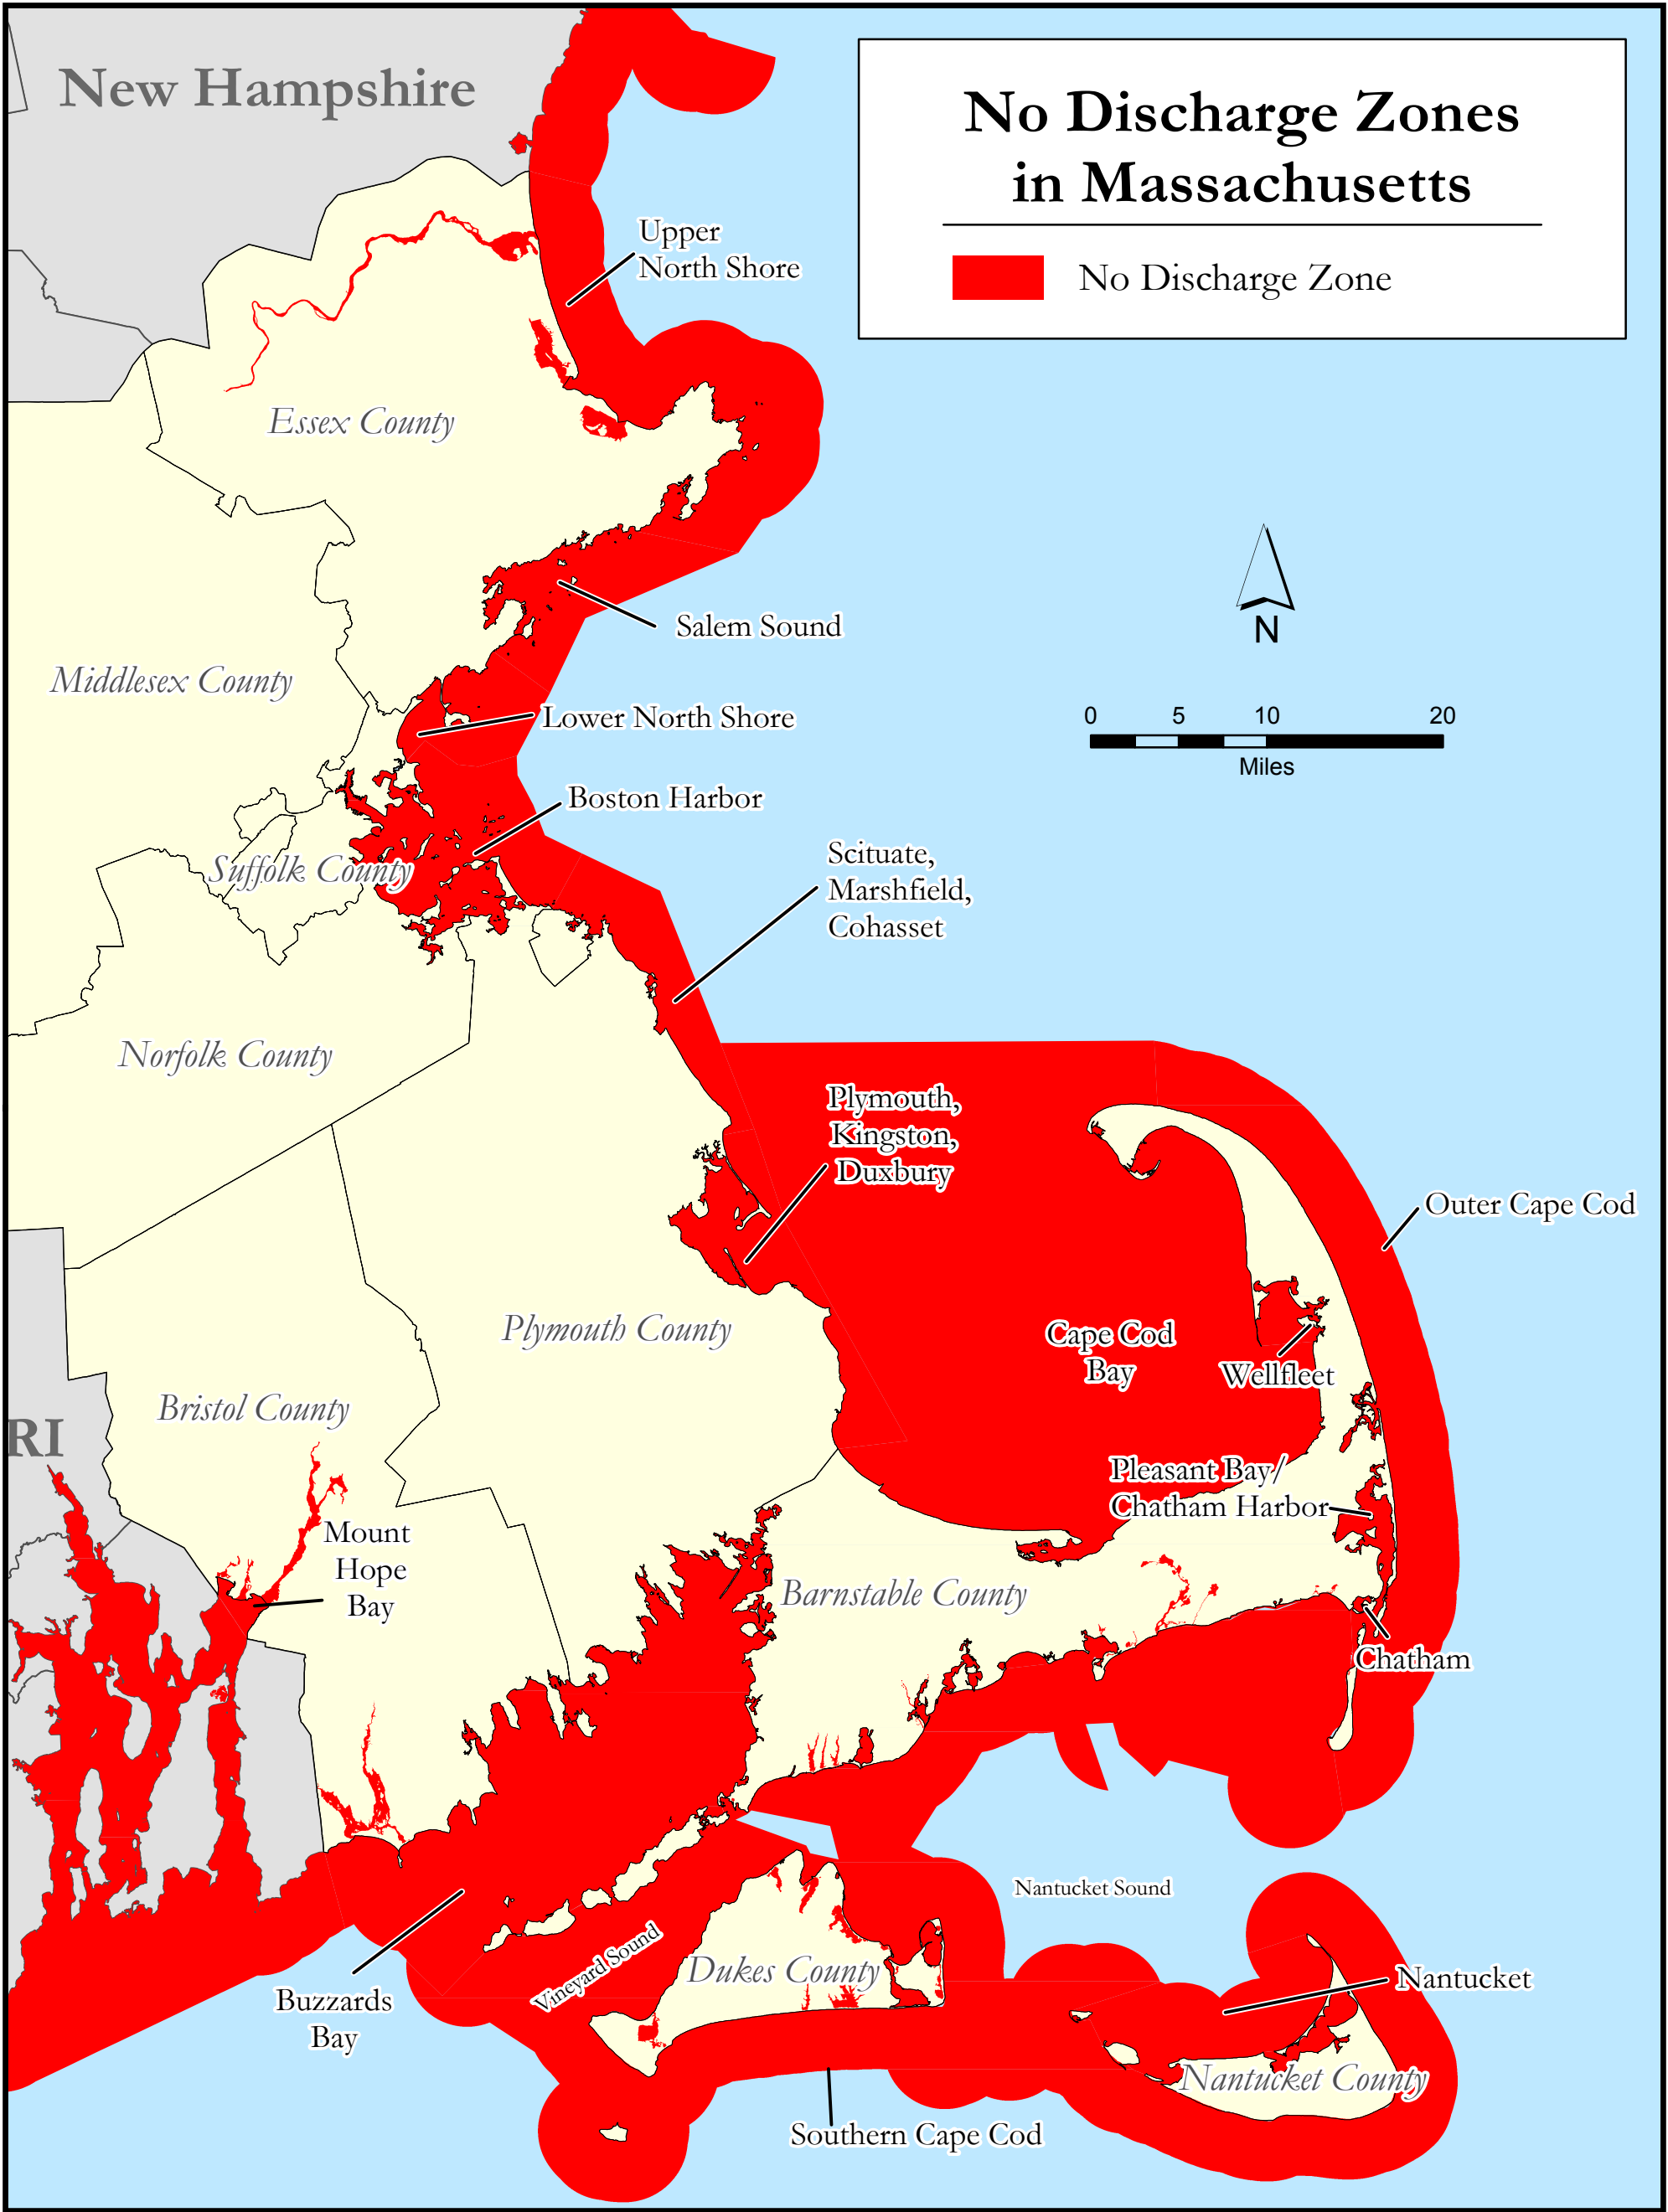 New Hampshire
No Discharge Zones
in Massachusetts
No Discharge Zone
Upper
North Shore
Essex County
N
Salem Sound
Middlesex County
Lower North Shore
0 5 10 20
Miles
Boston Harbor
Suffolk County
Scituate,
Marshfield,
Cohasset
Norfolk County
Plymouth,
Kingston,
Duxbury
Outer Cape Cod
Plymouth County
Cape Cod
Bay
Wellfleet
Bristol County
RI
Pleasant Bay/
Chatham Harbor
Mount
Hope
Bay
Barnstable County
Chatham
Nantucket Sound
Vineyard Sound
Dukes County
Nantucket
Buzzards
Bay
Nantucket County
Southern Cape Cod